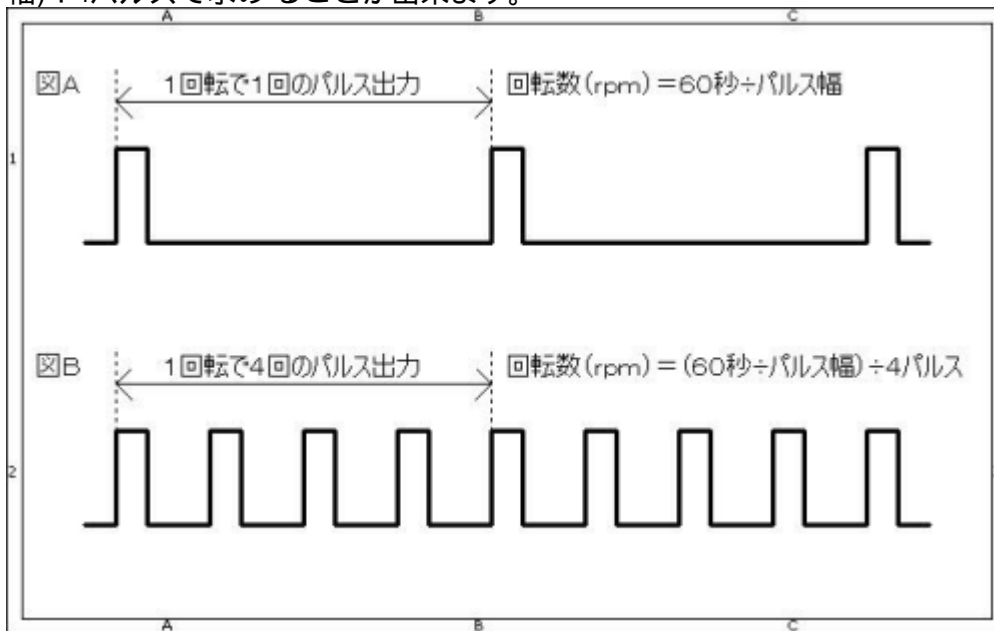 幅)÷4パルスで求めることが出来ます。
A B C
図A 1回転で1回のパルス出力 回転数(rpm)=60秒÷パルス幅
1
図B 1回転で4回のパルス出力 回転数(rpm)=(60秒÷パルス幅)÷4パルス
2
A B C